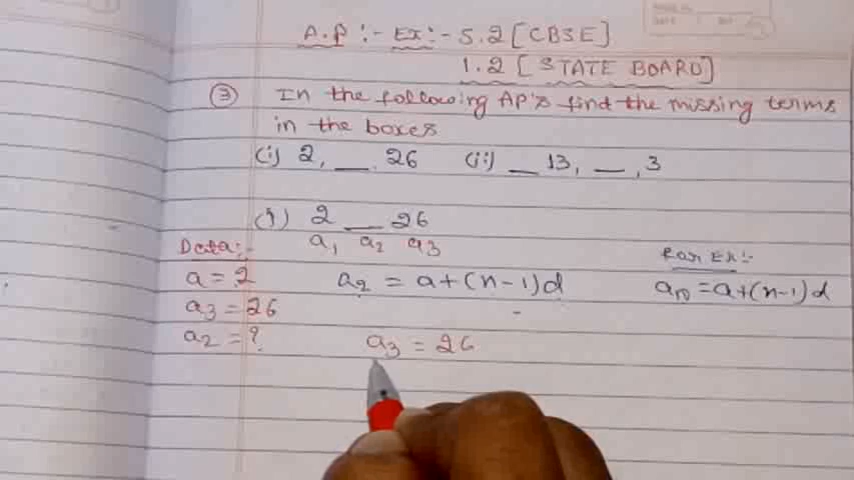 A.P :- Ex:- 5.2 [CBSE]
1.2 [STATE BOARD]
③ In the following AP's find the missing terms
in the boxes
(i) 2, __ 26 (ii) __ 13, __, 3
(i) 2 __ 26
a₁ a₂ a₃
Data:-
a = 2
a₃ = 26
a₂ = ?
a₂ = a+(n-1)d
a₃ = 26
Ex:-
aₙ = a+(n-1)d